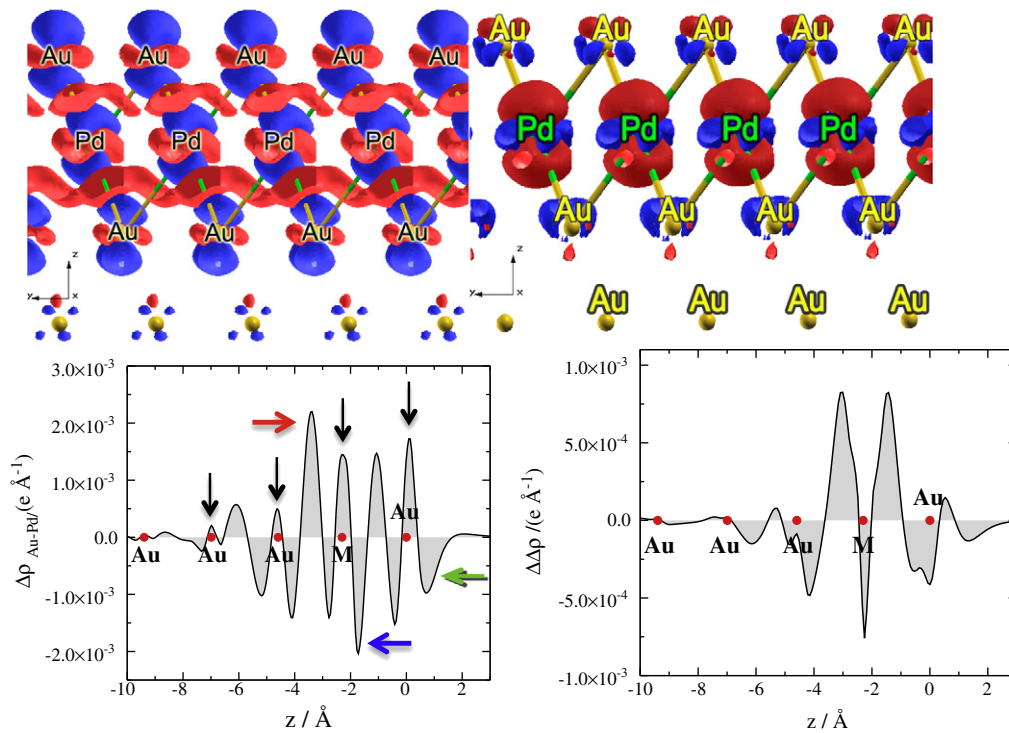 Au Au Au Au Au
Pd Pd Pd Pd
Au Au Au Au
z
y x
Au Au Au Au Au
Pd Pd Pd Pd
Au Au Au Au
z
y x
Au Au Au Au
3.0×10⁻³
2.0×10⁻³
1.0×10⁻³
0.0
-1.0×10⁻³
-2.0×10⁻³
Δρ Au-Pd/(e Å⁻¹)
Au Au Au M Au
-10 -8 -6 -4 -2 0 2
z / Å
1.0×10⁻³
5.0×10⁻⁴
0.0
-5.0×10⁻⁴
-1.0×10⁻³
ΔΔρ /(e Å⁻¹)
Au Au Au M Au
-10 -8 -6 -4 -2 0 2
z / Å